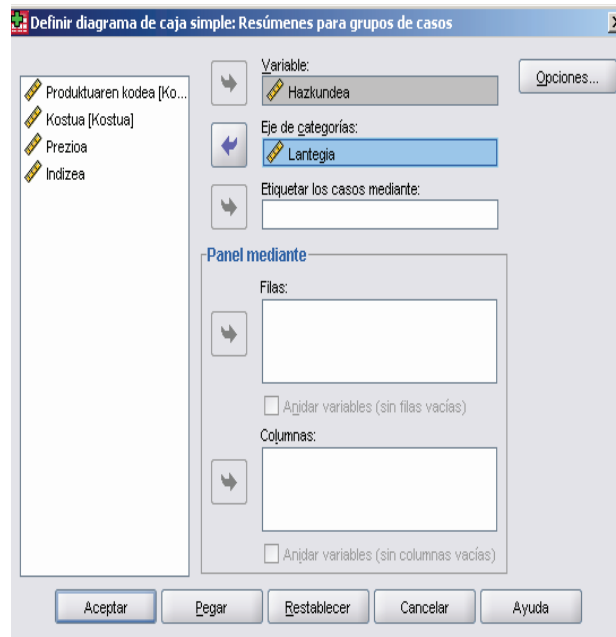 Definir diagrama de caja simple: Resúmenes para grupos de casos
Produktuaren kodea [Ko...
Kostua [Kostua]
Prezioa
Indizea
Variable:
Hazkundea
Eje de categorías:
Lantegia
Etiquetar los casos mediante:
Opciones...
Panel mediante
Filas:
Anidar variables (sin filas vacías)
Columnas:
Anidar variables (sin columnas vacías)
Aceptar
Pegar
Restablecer
Cancelar
Ayuda